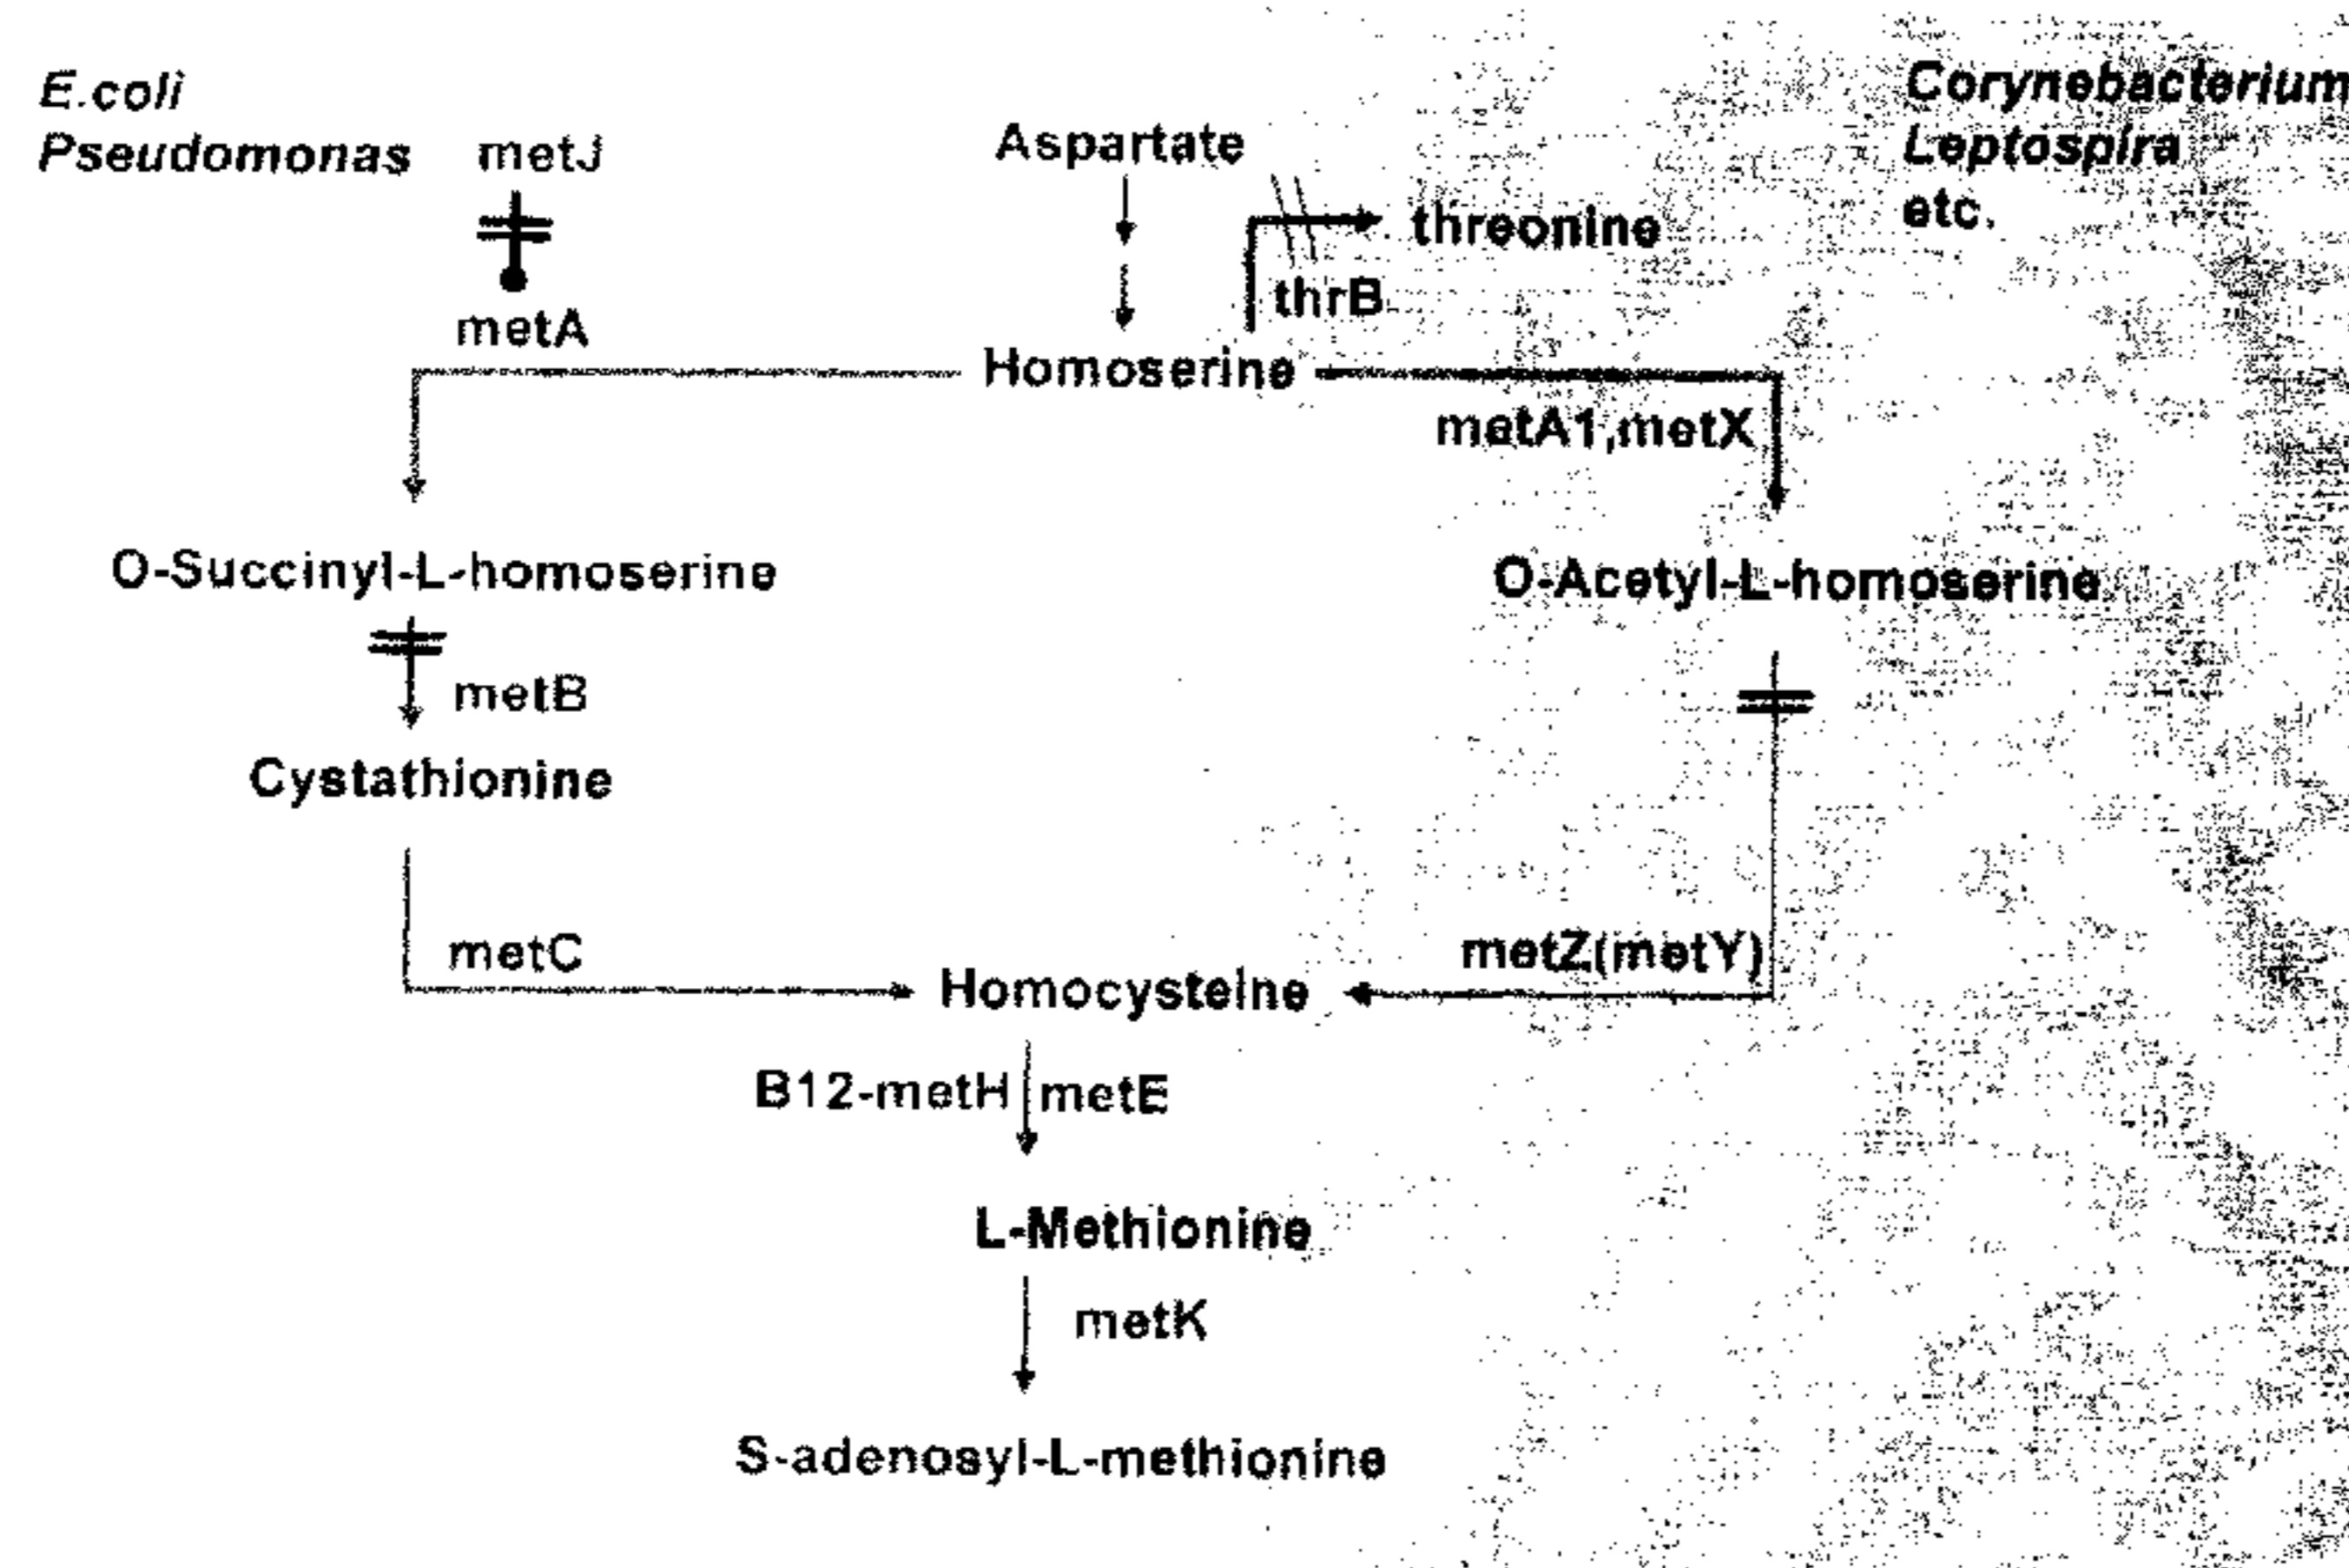 E.coli
Pseudomonas
metJ
metA
Aspartate
threonine
thrB
Homoserine
Corynebacterium
Leptospira
etc.
metA1,metX
O-Succinyl-L-homoserine
O-Acetyl-L-homoserine
metB
Cystathionine
metC
metZ(metY)
Homocysteine
B12-metH
metE
L-Methionine
metK
S-adenosyl-L-methionine